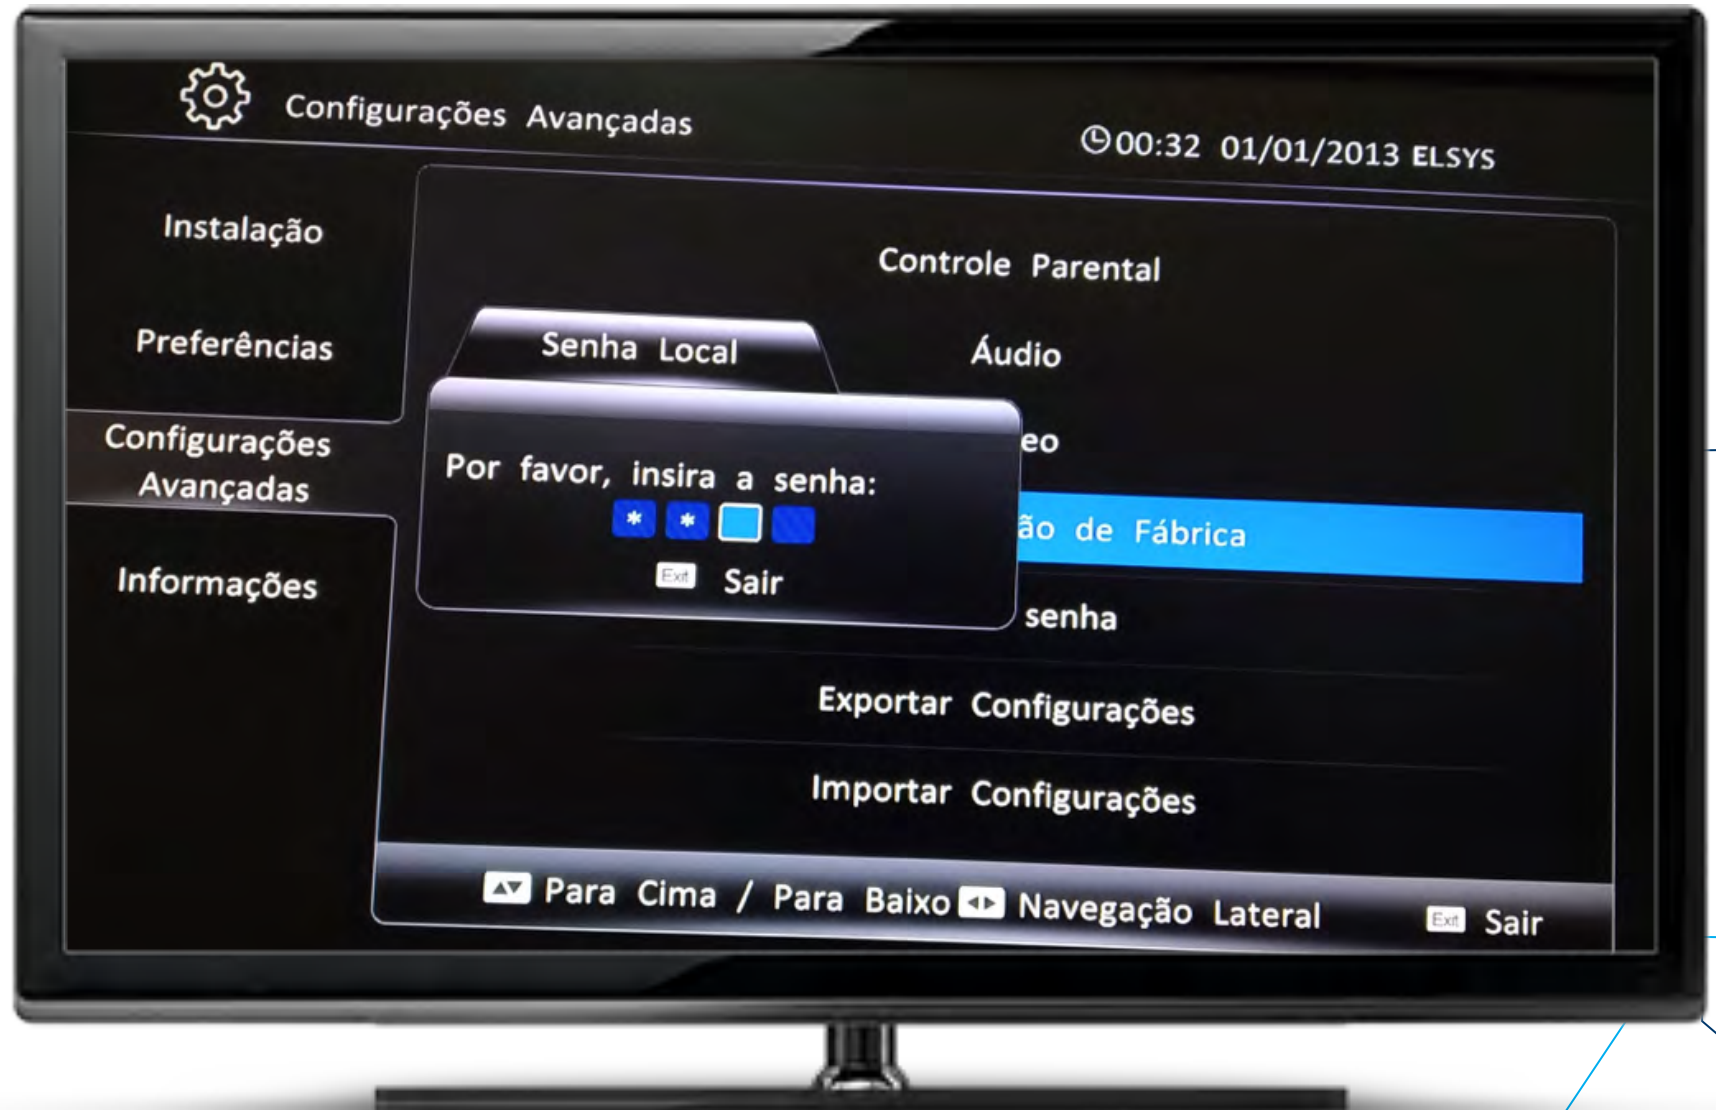 Configurações Avançadas
00:32 01/01/2013 ELSYS
Instalação
Preferências
Configurações
Avançadas
Informações
Controle Parental
Áudio
eo
ão de Fábrica
senha
Exportar Configurações
Importar Configurações
Senha Local
Por favor, insira a senha:
* *
Exit Sair
Para Cima / Para Baixo Navegação Lateral Exit Sair